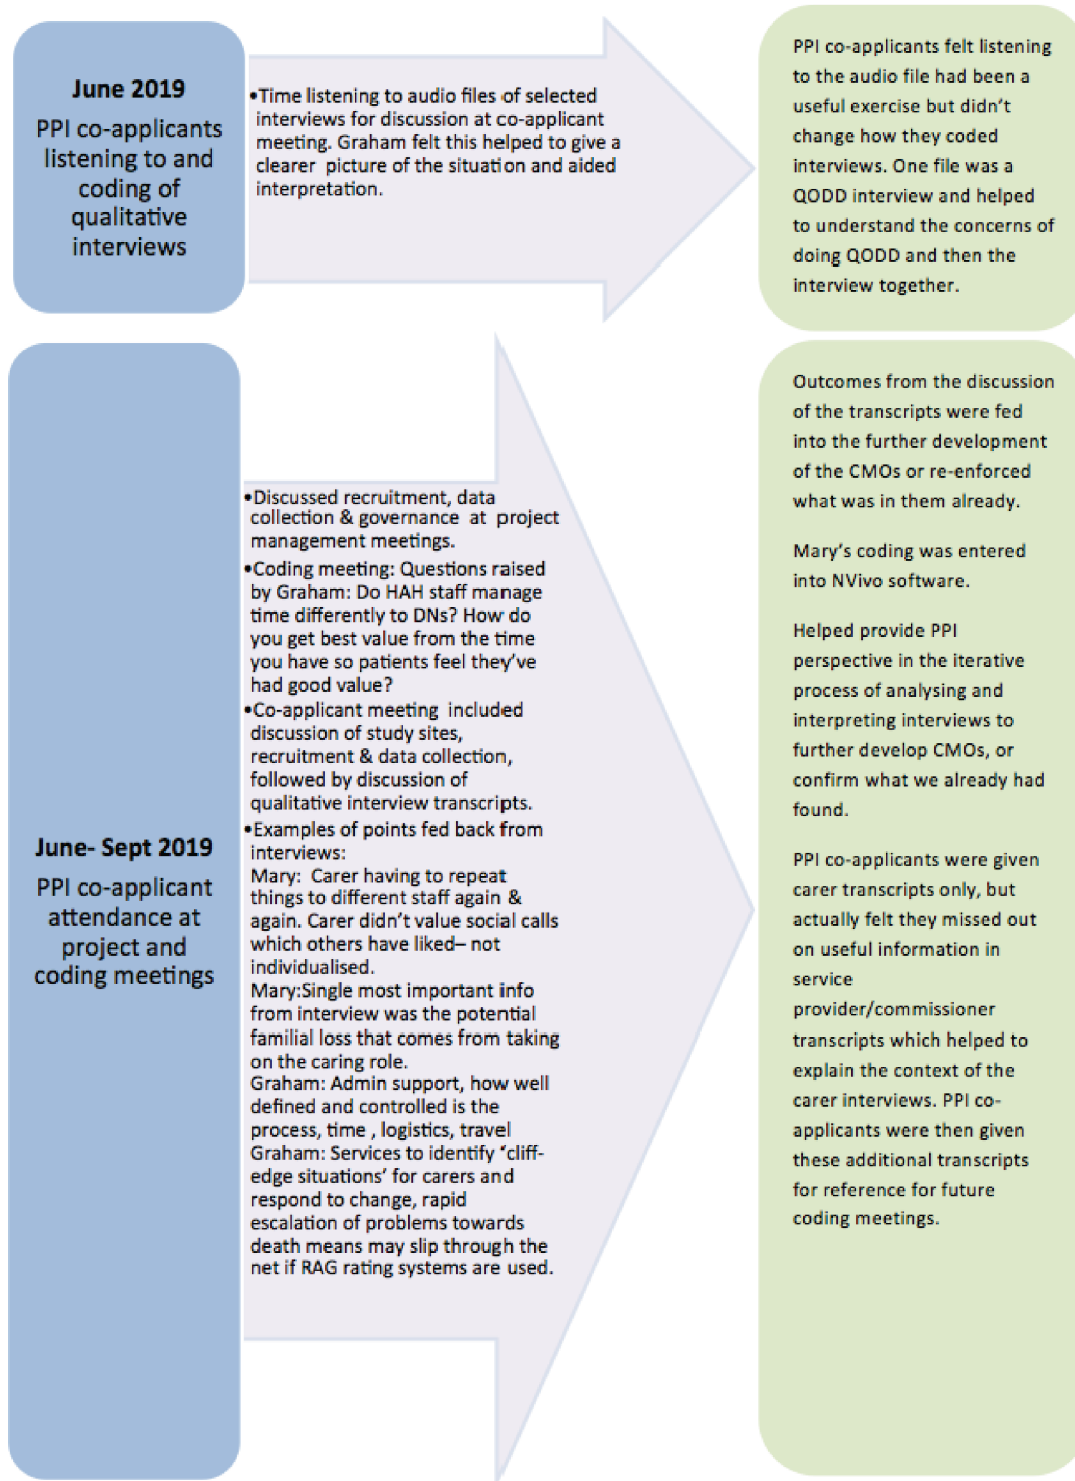 June 2019
PPI co-applicants
listening to and
coding of
qualitative
interviews
•Time listening to audio files of selected
interviews for discussion at co-applicant
meeting. Graham felt this helped to give a
clearer picture of the situation and aided
interpretation.
PPI co-applicants felt listening
to the audio file had been a
useful exercise but didn’t
change how they coded
interviews. One file was a
QODD interview and helped
to understand the concerns of
doing QODD and then the
interview together.
June- Sept 2019
PPI co-applicant
attendance at
project and
coding meetings
•Discussed recruitment, data
collection & governance at project
management meetings.
•Coding meeting: Questions raised
by Graham: Do HAH staff manage
time differently to DNs? How do
you get best value from the time
you have so patients feel they’ve
had good value?
•Co-applicant meeting included
discussion of study sites,
recruitment & data collection,
followed by discussion of
qualitative interview transcripts.
•Examples of points fed back from
interviews:
Mary: Carer having to repeat
things to different staff again &
again. Carer didn’t value social calls
which others have liked– not
individualised.
Mary:Single most important info
from interview was the potential
familial loss that comes from taking
on the caring role.
Graham: Admin support, how well
defined and controlled is the
process, time , logistics, travel
Graham: Services to identify ‘cliff-
edge situations’ for carers and
respond to change, rapid
escalation of problems towards
death means may slip through the
net if RAG rating systems are used.
Outcomes from the discussion
of the transcripts were fed
into the further development
of the CMOs or re-enforced
what was in them already.
Mary’s coding was entered
into NVivo software.
Helped provide PPI
perspective in the iterative
process of analysing and
interpreting interviews to
further develop CMOs, or
confirm what we already had
found.
PPI co-applicants were given
carer transcripts only, but
actually felt they missed out
on useful information in
service
provider/commissioner
transcripts which helped to
explain the context of the
carer interviews. PPI co-
applicants were then given
these additional transcripts
for reference for future
coding meetings.